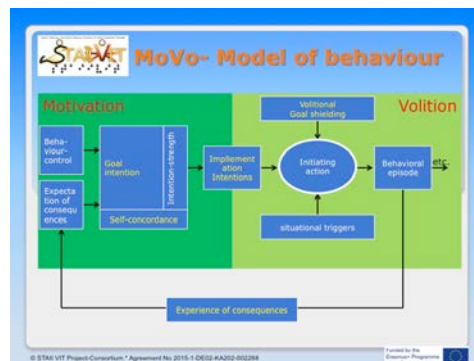 STAVIT
MoVo- Model of behaviour
Motivation
Volition
Volitional
Goal shielding
Beha-
viour-
control
Goal
intention
Intention-strength
Implement
ation
Intentions
Initiating
action
Behavioral
episode
etc.
Expecta
tion of
consequ
ences
Self-concordance
situational triggers
Experience of consequences
© STAtI VIT Project-Consortium * Agreement No 2015-1-DE02-KA202-002288
Funded by the
Erasmus+ Programme